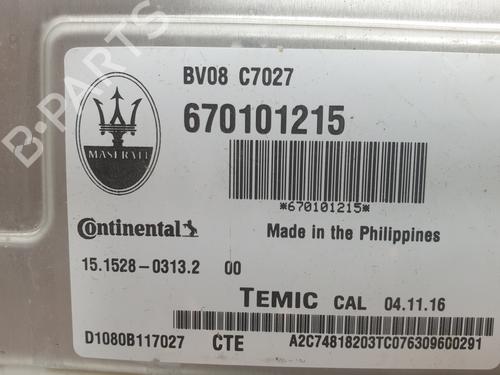 B-PARTS
BV08 C7027
670101215
MASERATI
*670101215*
Continental
Made in the Philippines
15.1528-0313.2 00
TEMIC CAL 04.11.16
D1080B117027 CTE A2C74818203TC076309600291